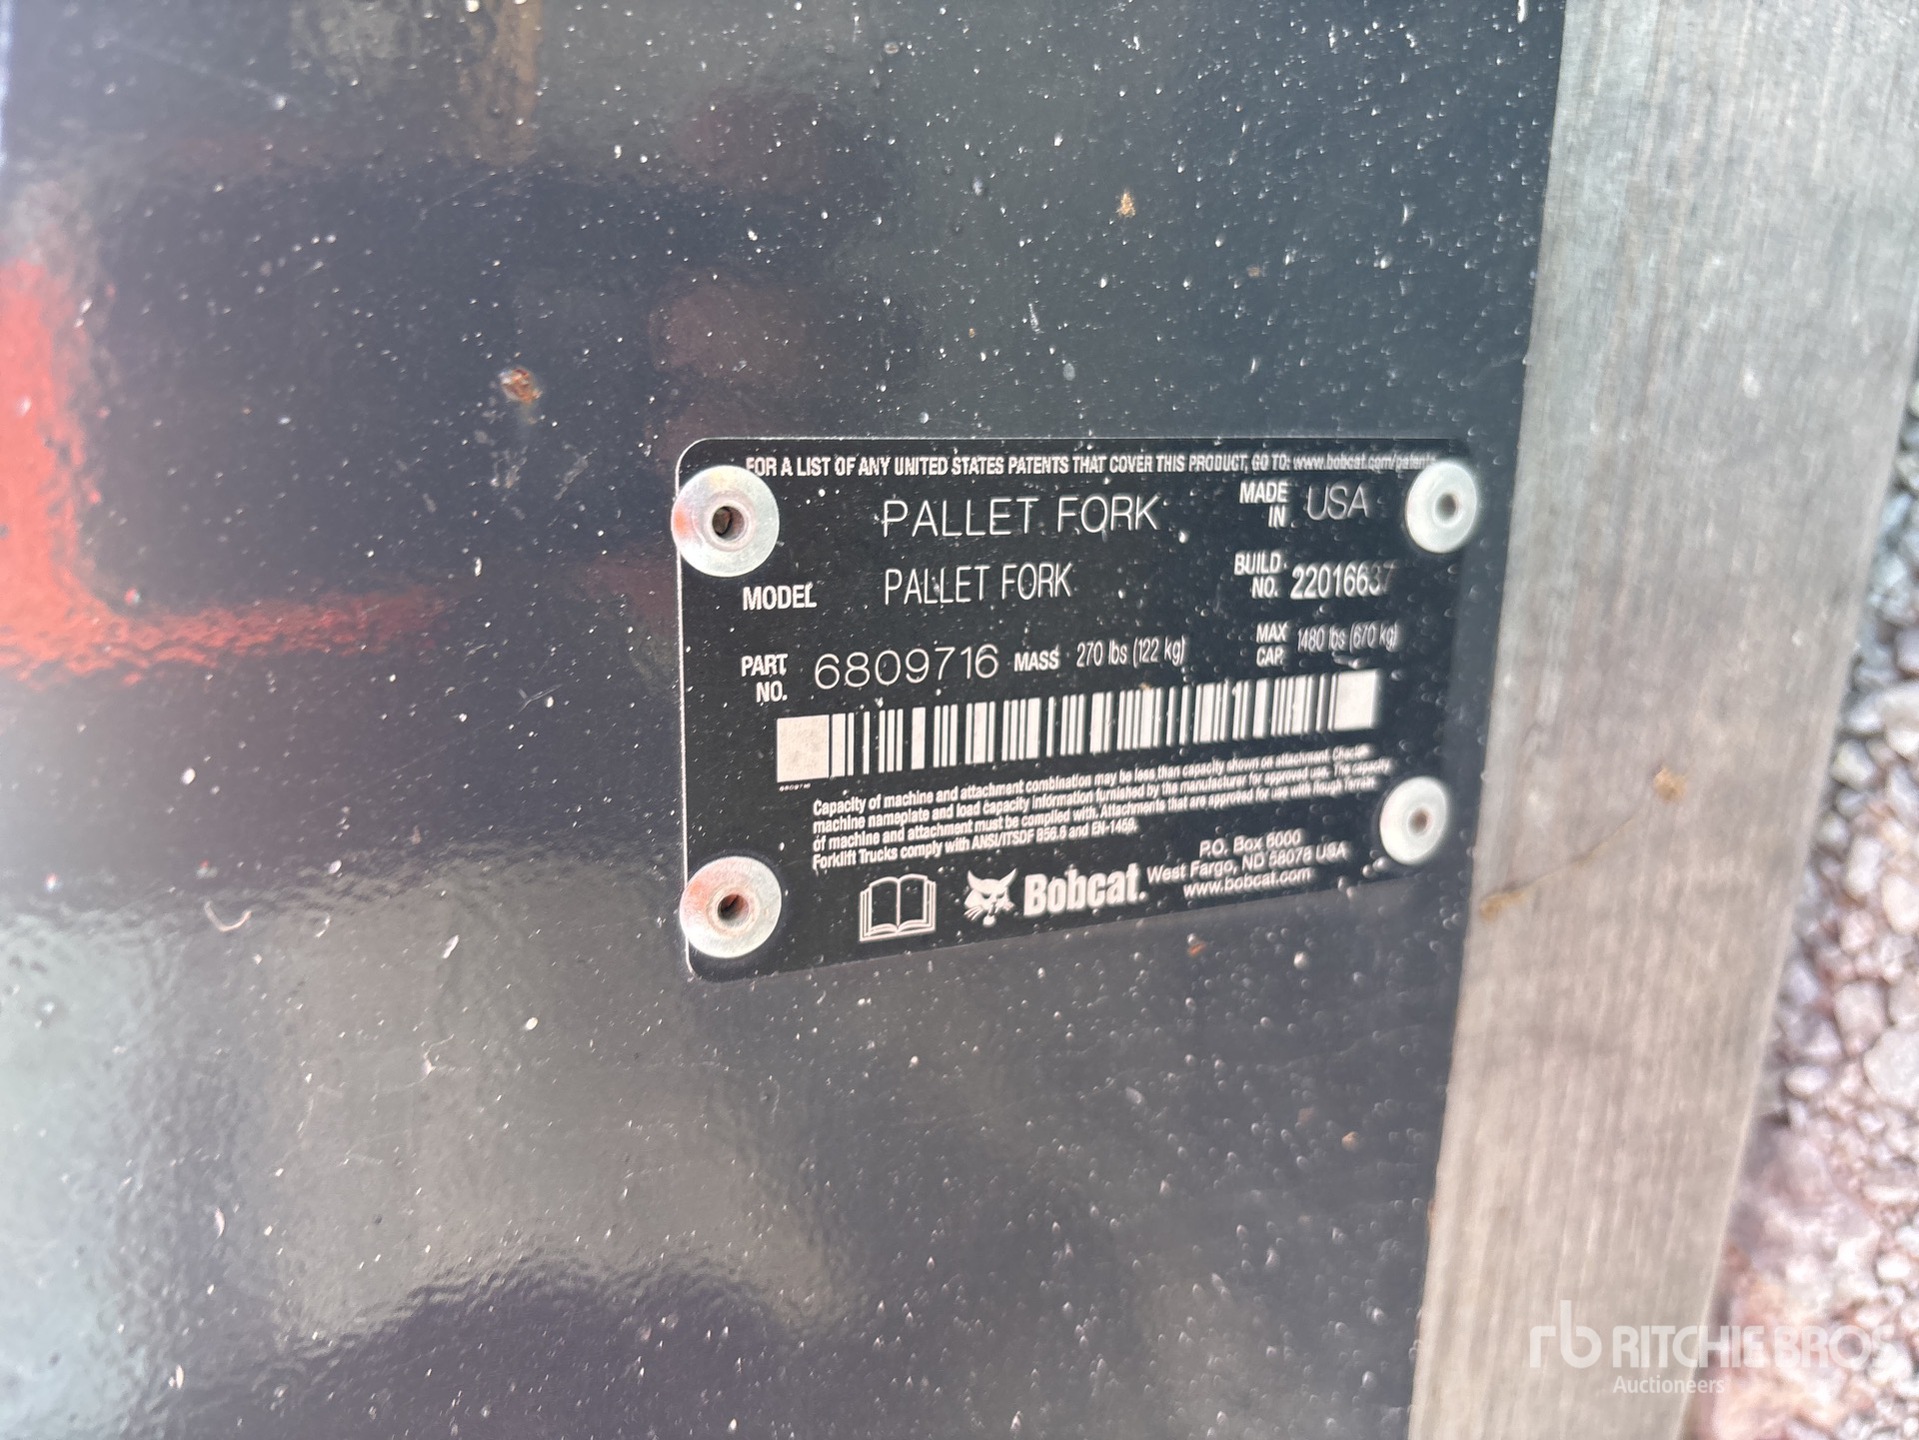 FOR A LIST OF ANY UNITED STATES PATENTS THAT COVER THIS PRODUCT, GO TO: www.bobcat.com/patents
PALLET FORK
MADE IN USA
MODEL PALLET FORK
BUILD NO. 22016637
PART NO. 6809716 MASS 270 lbs (122 kg)
MAX CAP. 1480 lbs (670 kg)
6809716
Capacity of machine and attachment combination may be less than capacity shown on attachment. Check
machine nameplate and load capacity information furnished by the manufacturer for approved use. The capacity
of machine and attachment must be complied with. Attachments that are approved for use with Rough Terrain
Forklift Trucks comply with ANSI/ITSDF B56.6 and EN-1459.
Bobcat.
P.O. Box 6000
West Fargo, ND 58078 USA
www.bobcat.com
rb RITCHIE BROS
Auctioneers